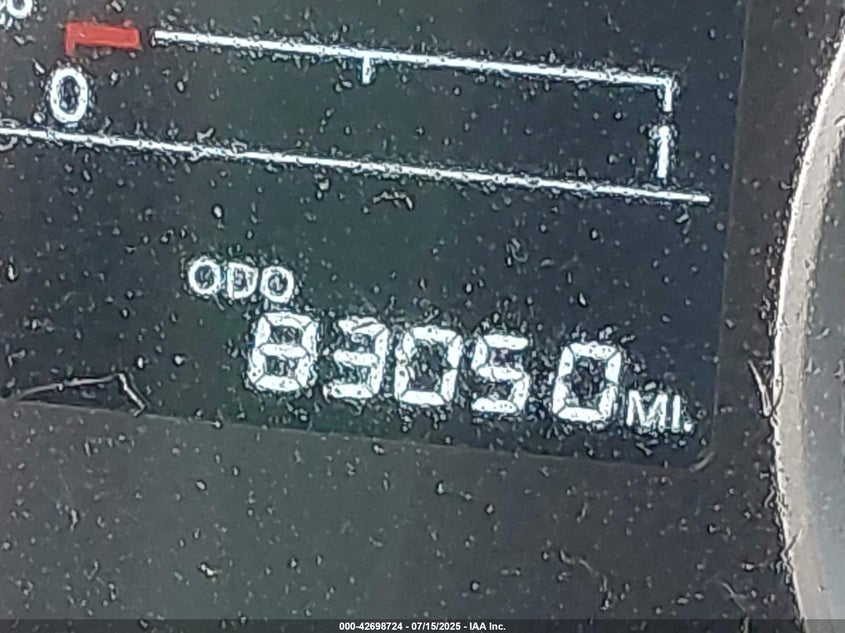 0 1
ODO
83050 MI.
000-42698724 - 07/15/2025 - IAA Inc.